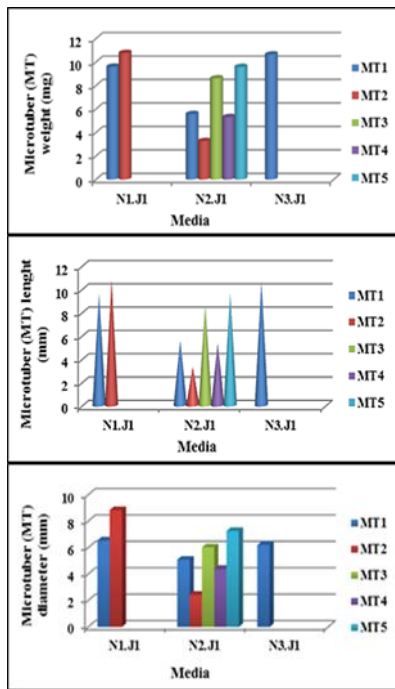 Microtuber (MT)
weight (mg)
12
10
8
6
4
2
0
N1.J1 N2.J1 N3.J1
Media
MT1
MT2
MT3
MT4
MT5
Microtuber (MT) lenght
(mm)
12
10
8
6
4
2
0
N1.J1 N2.J1 N3.J1
Media
MT1
MT2
MT3
MT4
MT5
Microtuber (MT)
diameter (mm)
10
8
6
4
2
0
N1.J1 N2.J1 N3.J1
Media
MT1
MT2
MT3
MT4
MT5